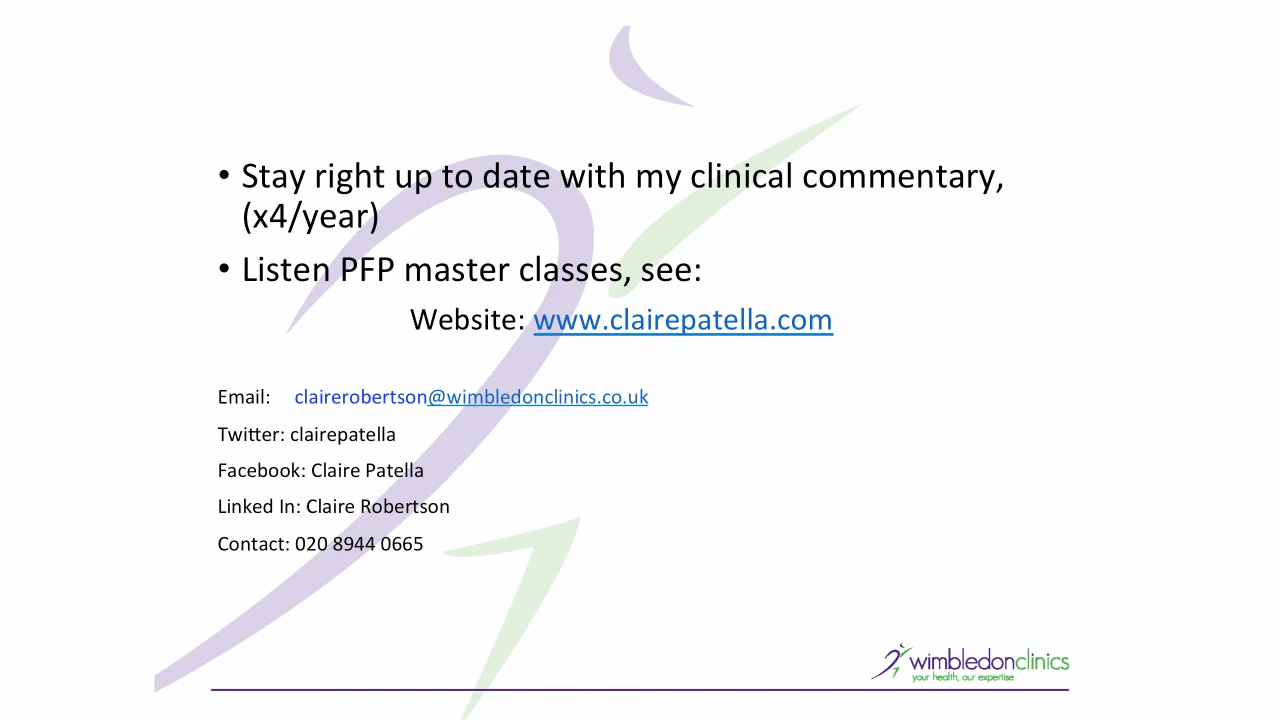 • Stay right up to date with my clinical commentary,
(x4/year)
• Listen PFP master classes, see:
Website: www.clairepatella.com
Email: clairerobertson@wimbledonclinics.co.uk
Twitter: clairepatella
Facebook: Claire Patella
Linked In: Claire Robertson
Contact: 020 8944 0665
wimbledonclinics
your health, our expertise